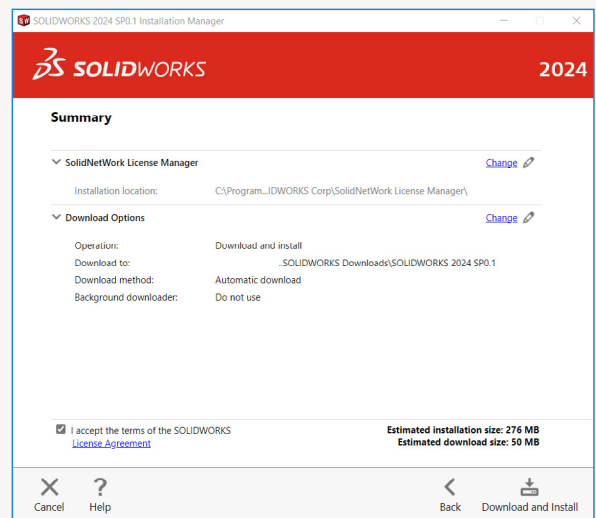 SOLIDWORKS 2024 SP0.1 Installation Manager
SOLIDWORKS
2024
Summary
SolidNetWork License Manager Change
Installation location: C:\Program...IDWORKS Corp\SolidNetWork License Manager\
Download Options Change
Operation: Download and install
Download to: ..SOLIDWORKS Downloads\SOLIDWORKS 2024 SP0.1
Download method: Automatic download
Background downloader: Do not use
I accept the terms of the SOLIDWORKS Estimated installation size: 276 MB
License Agreement Estimated download size: 50 MB
Cancel Help Back Download and Install